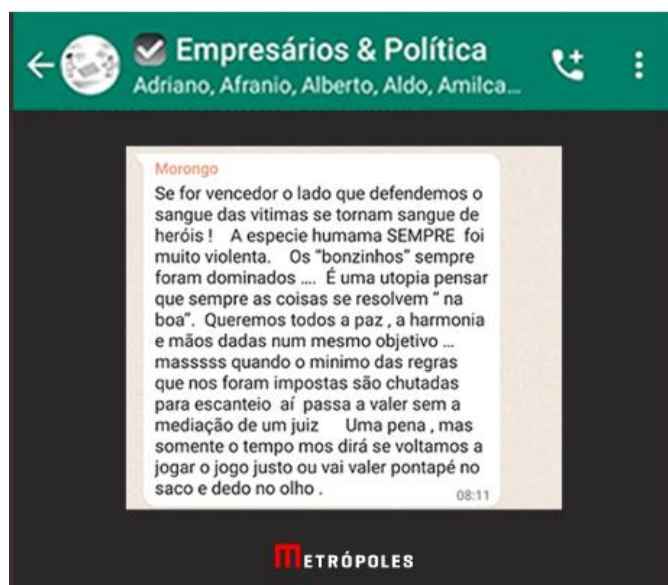 Empresários & Política
Adriano, Afranio, Alberto, Aldo, Amilca...
Morongo
Se for vencedor o lado que defendemos o
sangue das vitimas se tornam sangue de
heróis ! A especie humama SEMPRE foi
muito violenta. Os "bonzinhos" sempre
foram dominados .... É uma utopia pensar
que sempre as coisas se resolvem “ na
boa”. Queremos todos a paz , a harmonia
e mãos dadas num mesmo objetivo ...
masssss quando o minimo das regras
que nos foram impostas são chutadas
para escanteio aí passa a valer sem a
mediação de um juiz Uma pena , mas
somente o tempo mos dirá se voltamos a
jogar o jogo justo ou vai valer pontapé no
saco e dedo no olho .
08:11
METRÓPOLES